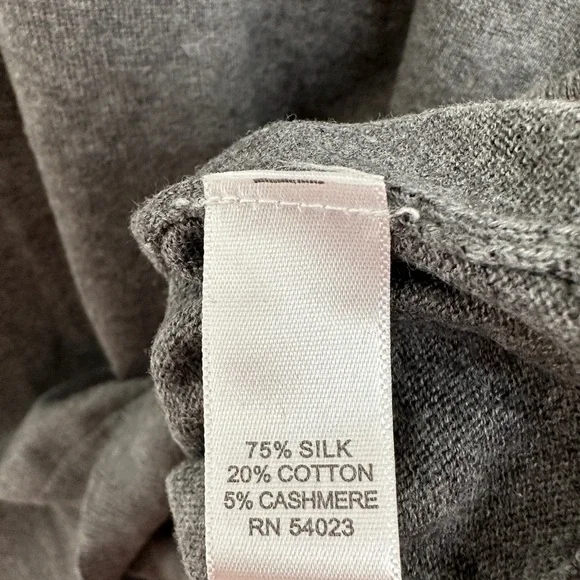 75% SILK
20% COTTON
5% CASHMERE
RN 54023